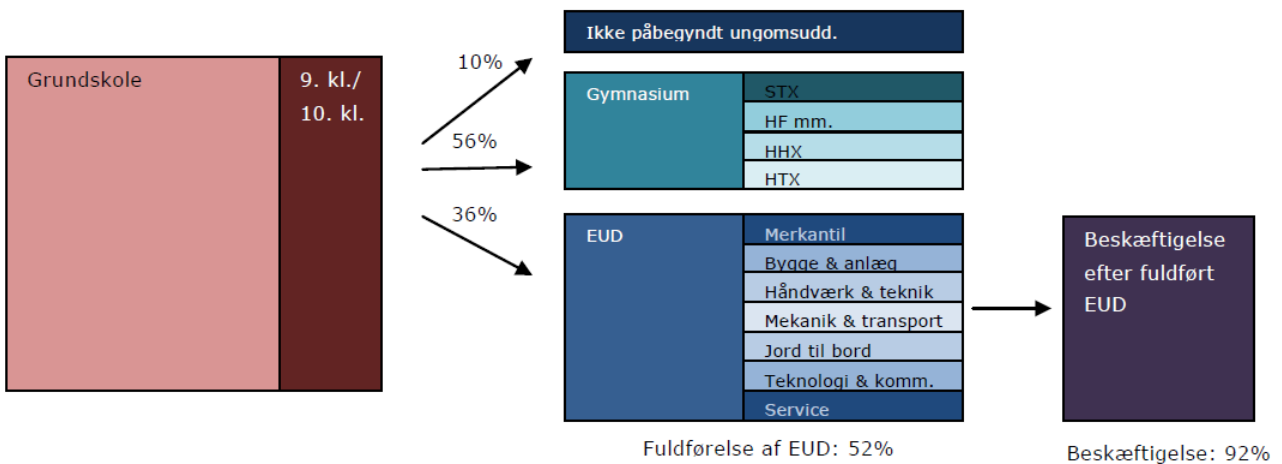 Grundskole
9. kl./
10. kl.
10%
56%
36%
Ikke påbegyndt ungomsudd.
Gymnasium
STX
HF mm.
HHX
HTX
EUD
Merkantil
Bygge & anlæg
Håndværk & teknik
Mekanik & transport
Jord til bord
Teknologi & komm.
Service
Fuldførelse af EUD: 52%
Beskæftigelse
efter fuldført
EUD
Beskæftigelse: 92%